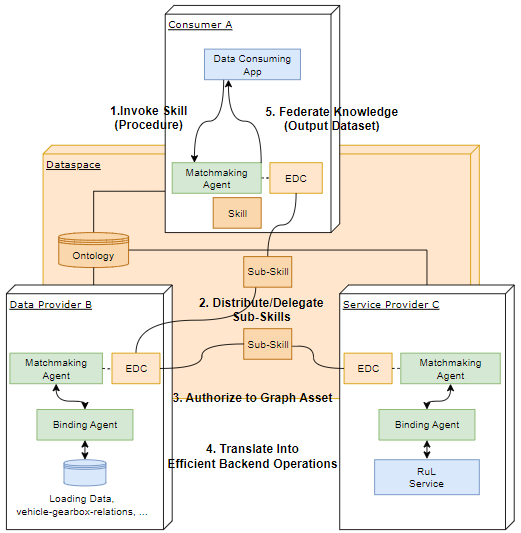 Consumer A
Data Consuming
App
1.Invoke Skill
(Procedure)
5. Federate Knowledge
(Output Dataset)
Dataspace
Matchmaking
Agent
EDC
Skill
Ontology
Sub-Skill
Data Provider B
2. Distribute/Delegate
Sub-Skills
Service Provider C
Sub-Skill
Matchmaking
Agent
EDC
EDC
Matchmaking
Agent
3. Authorize to Graph Asset
Binding Agent
Binding Agent
4. Translate Into
Efficient Backend Operations
RuL
Service
Loading Data,
vehicle-gearbox-relations, ...